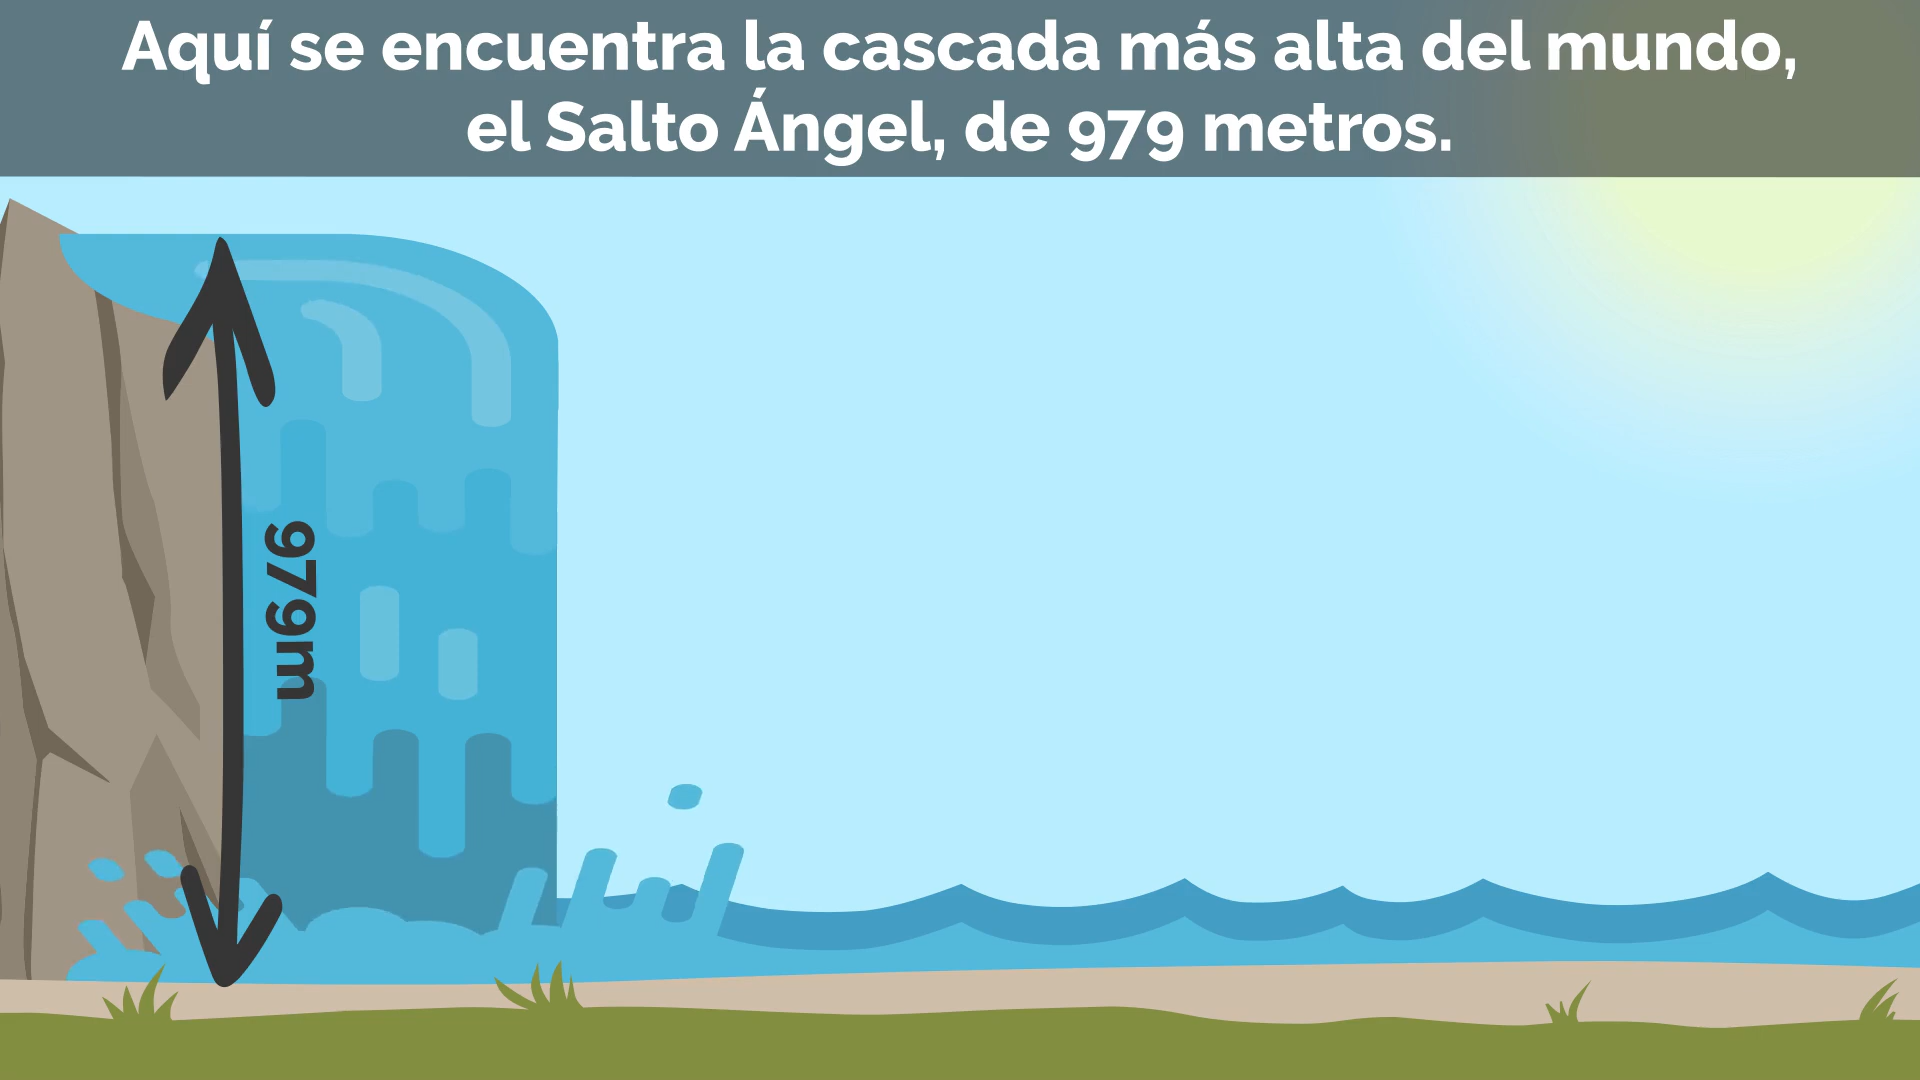 Aquí se encuentra la cascada más alta del mundo,
el Salto Ángel, de 979 metros.
979m